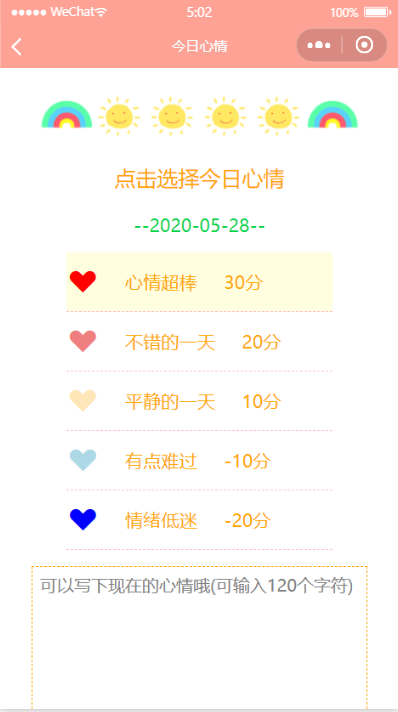 WeChat 5:02 100%
今日心情
点击选择今日心情
--2020-05-28--
心情超棒 30分
不错的一天 20分
平静的一天 10分
有点难过 -10分
情绪低迷 -20分
可以写下现在的心情哦(可输入120个字符)